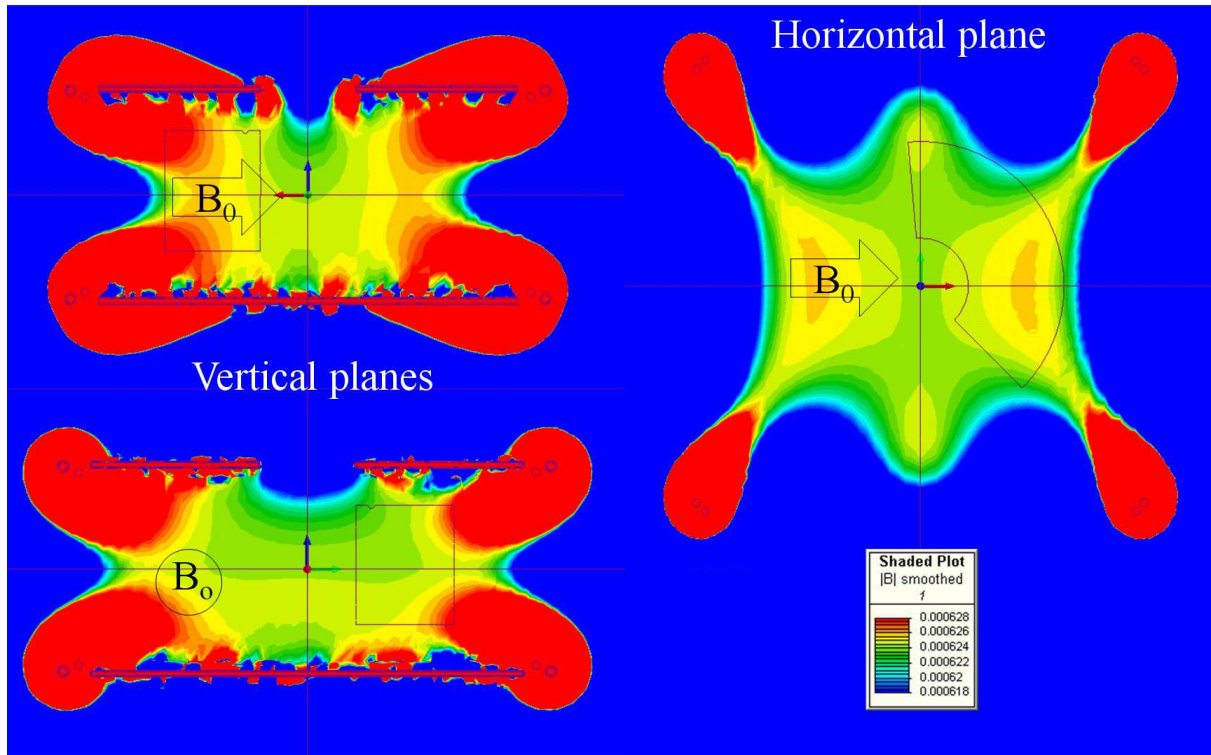 Horizontal plane
B0
B0
Vertical planes
Bo
Shaded Plot
|B| smoothed
1
0.000628
0.000626
0.000624
0.000622
0.00062
0.000618